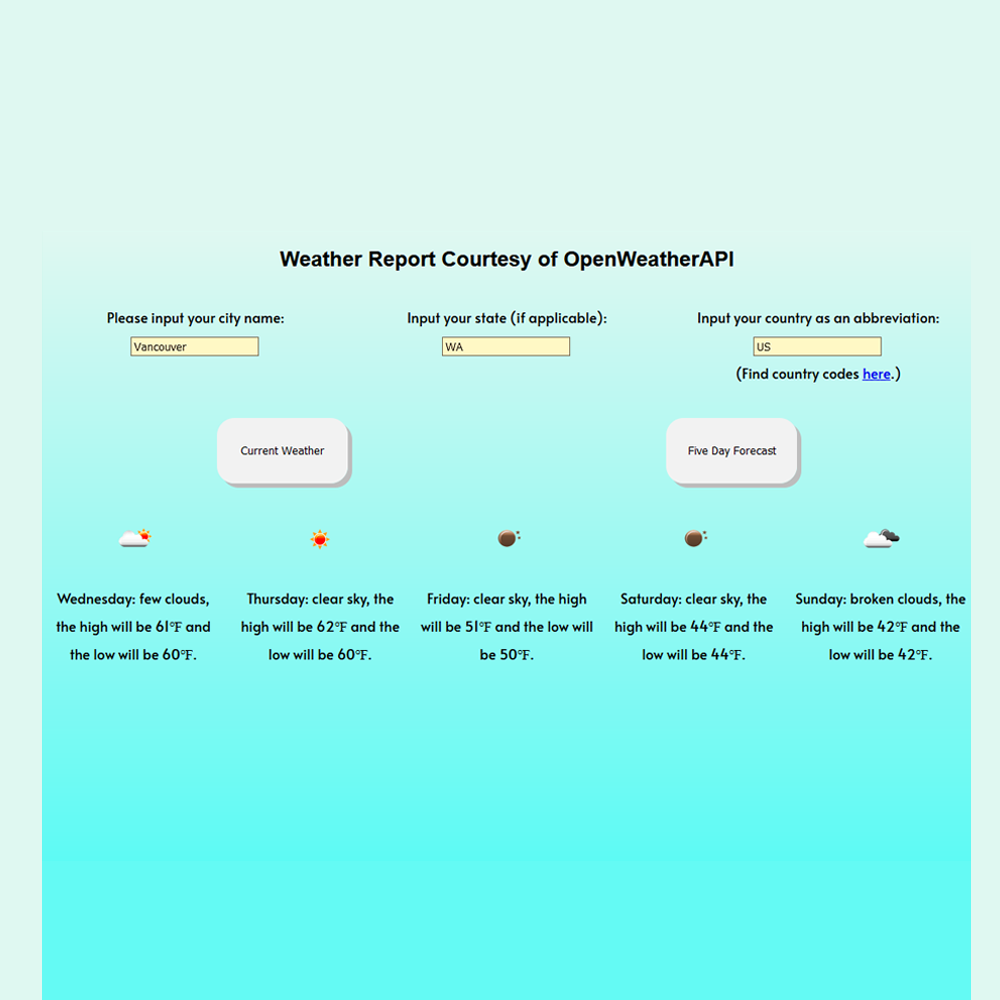 Weather Report Courtesy of OpenWeatherAPI
Please input your city name:
Vancouver
Input your state (if applicable):
WA
Input your country as an abbreviation:
US
(Find country codes here.)
Current Weather
Five Day Forecast
Wednesday: few clouds,
the high will be 61°F and
the low will be 60°F.
Thursday: clear sky, the
high will be 62°F and the
low will be 60°F.
Friday: clear sky, the high
will be 51°F and the low will
be 50°F.
Saturday: clear sky, the
high will be 44°F and the
low will be 44°F.
Sunday: broken clouds, the
high will be 42°F and the
low will be 42°F.